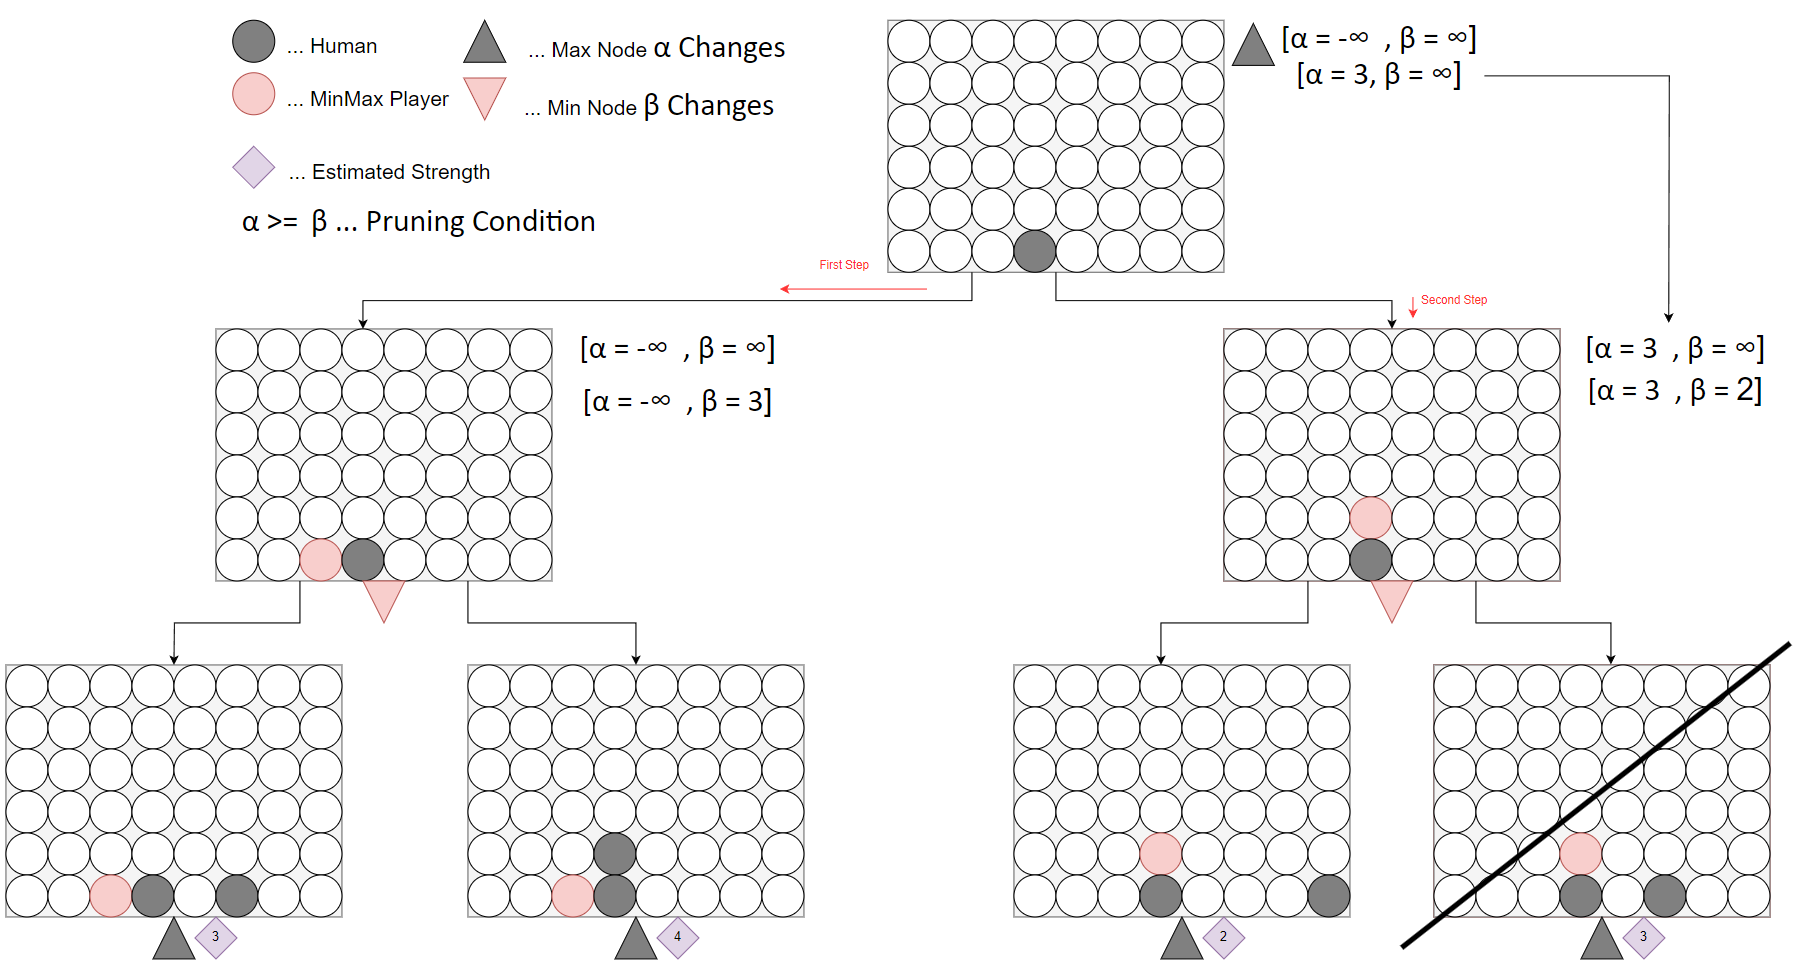 ... Human
... Max Node α Changes
... MinMax Player
... Min Node β Changes
... Estimated Strength
α >= β ... Pruning Condition
[α = -∞ , β = ∞]
[α = 3, β = ∞]
First Step
Second Step
[α = -∞ , β = ∞]
[α = -∞ , β = 3]
[α = 3 , β = ∞]
[α = 3 , β = 2]
3
4
2
3